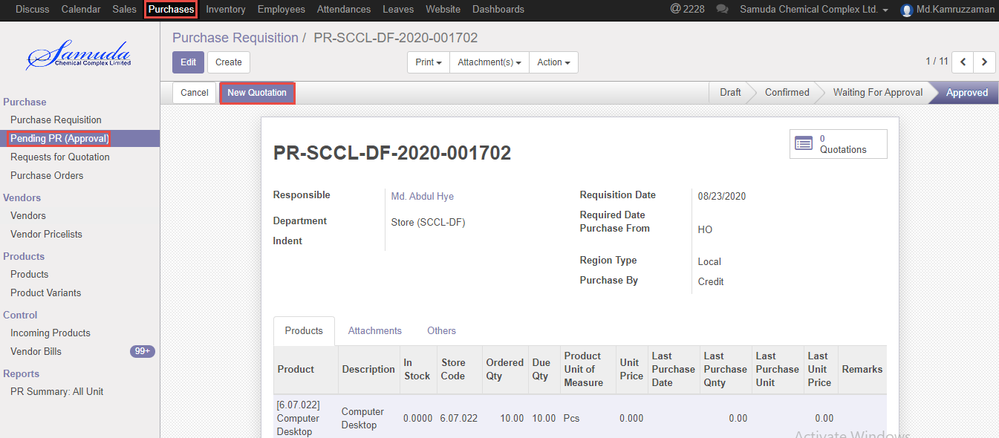 Discuss Calendar Sales Purchases Inventory Employees Attendances Leaves Website Dashboards @ 2228 Samuda Chemical Complex Ltd. Md.Kamruzzaman
Samuda
Chemical Complex Limited
Purchase
Purchase Requisition
Pending PR (Approval)
Requests for Quotation
Purchase Orders
Vendors
Vendors
Vendor Pricelists
Products
Products
Product Variants
Control
Incoming Products
Vendor Bills 99+
Reports
PR Summary: All Unit
Purchase Requisition / PR-SCCL-DF-2020-001702
Edit Create Print Attachment(s) Action 1 / 11
Cancel New Quotation Draft Confirmed Waiting For Approval Approved
0
Quotations
PR-SCCL-DF-2020-001702
Responsible Md. Abdul Hye
Department Store (SCCL-DF)
Indent
Requisition Date 08/23/2020
Required Date
Purchase From HO
Region Type Local
Purchase By Credit
Products Attachments Others
Product Description In Stock Store Code Ordered Qty Due Qty Product Unit of Measure Unit Price Last Purchase Date Last Purchase Qnty Last Purchase Unit Last Unit Price Remarks
[6.07.022] Computer Desktop Computer Desktop 0.0000 6.07.022 10.00 10.00 Pcs 0.000 0.00 0.00
Activate Windows